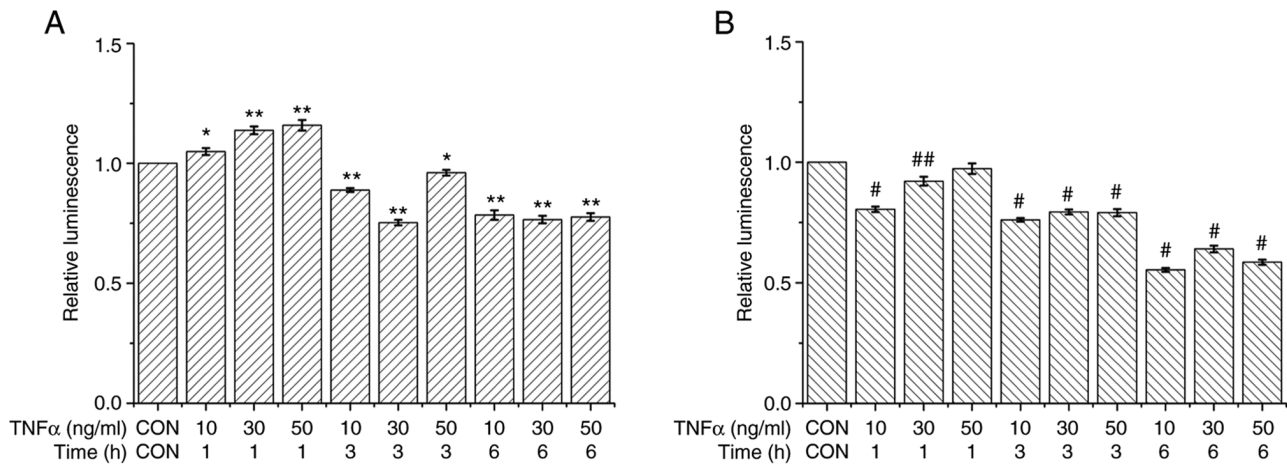 A
1.5
1.0
0.5
0.0
Relative luminescence
* ** ** ** ** * ** ** **
TNFα (ng/ml) CON 10 30 50 10 30 50 10 30 50
Time (h) CON 1 1 1 3 3 3 6 6 6
B
1.5
1.0
0.5
0.0
Relative luminescence
# ## # # # # # #
TNFα (ng/ml) CON 10 30 50 10 30 50 10 30 50
Time (h) CON 1 1 1 3 3 3 6 6 6